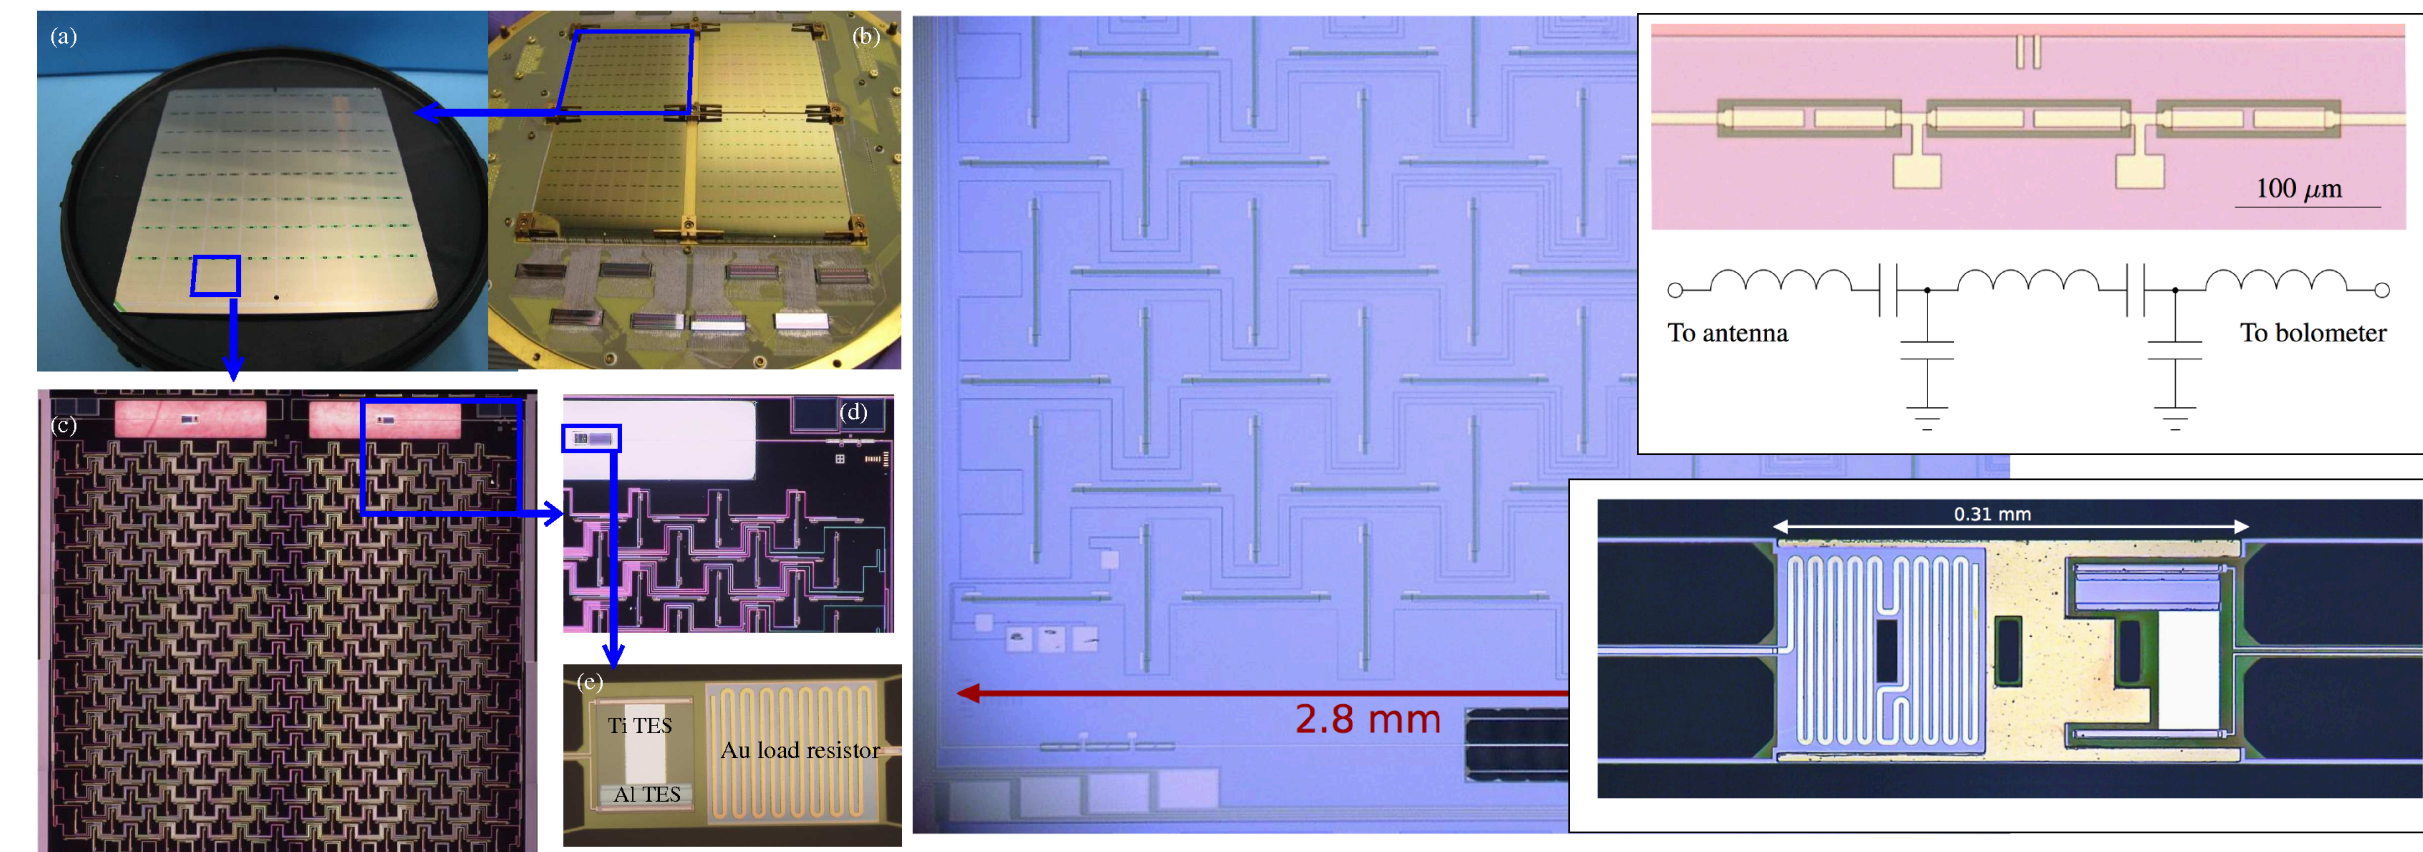 (a)
(b)
(c)
(d)
(e)
Ti TES
Al TES
Au load resistor
2.8 mm
100 μm
To antenna
To bolometer
0.31 mm